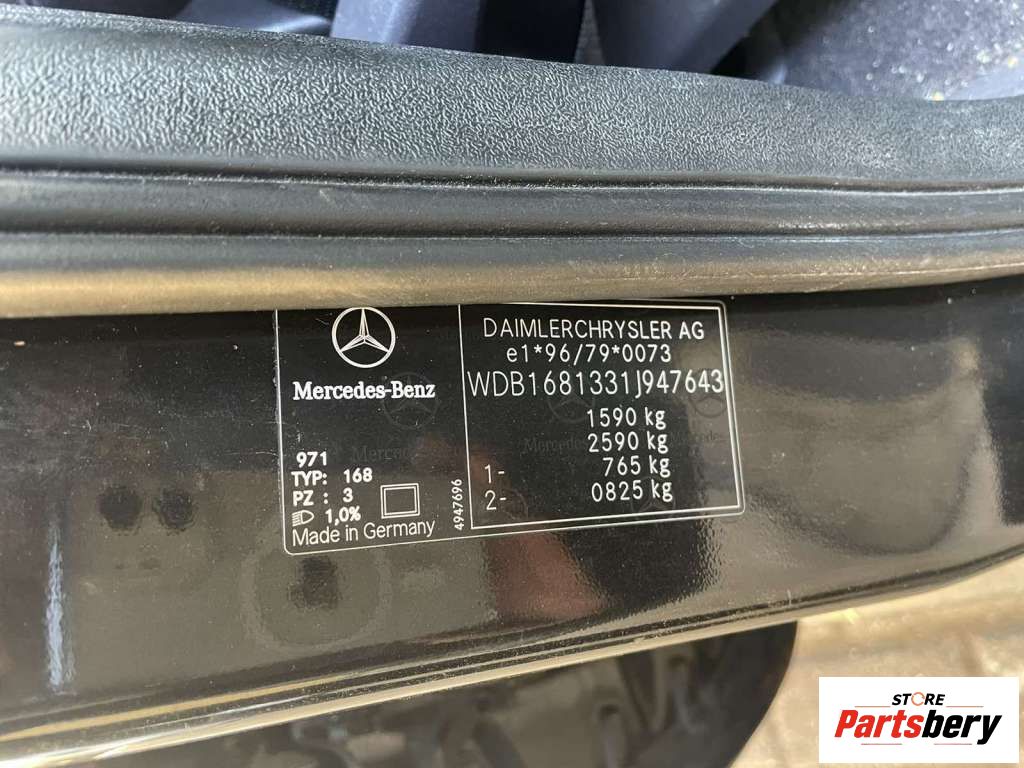 Mercedes-Benz
971
TYP: 168
PZ : 3
1,0%
Made in Germany
4947696
DAIMLERCHRYSLER AG
e1*96/79*0073
WDB1681331J947643
1590 kg
2590 kg
1- 765 kg
2- 0825 kg
STORE
Partsbery